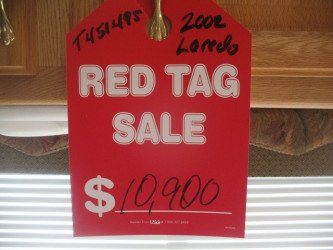 T451495
2002
Laredo
RED TAG
SALE
$10,900